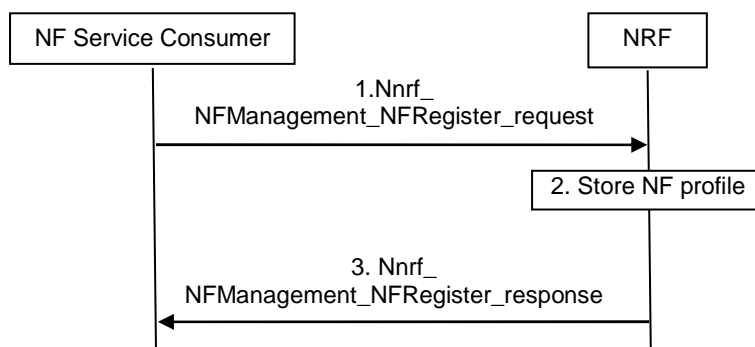 NF Service Consumer
NRF
1.Nnrf_
NFManagement_NFRegister_request
2. Store NF profile
3. Nnrf_
NFManagement_NFRegister_response